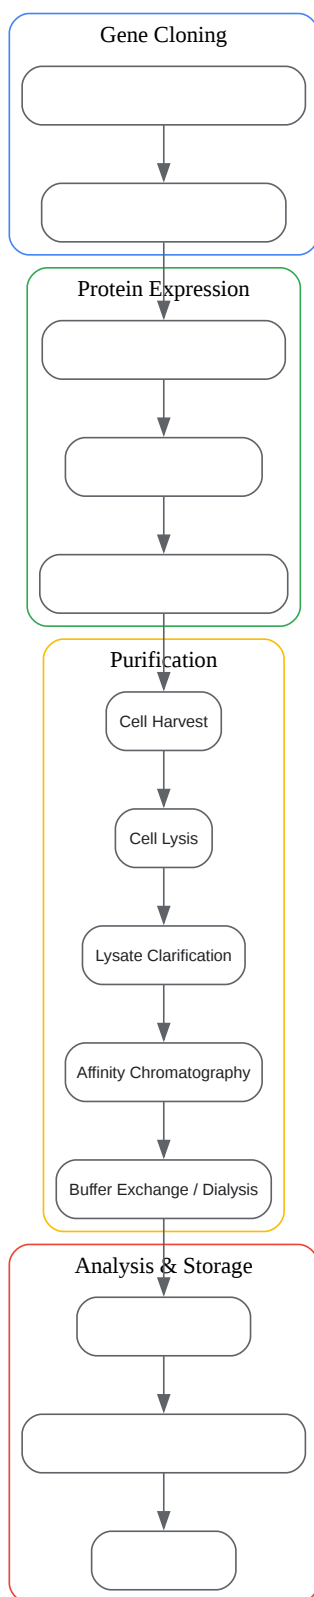 Gene Cloning
Protein Expression
Purification
Cell Harvest
Cell Lysis
Lysate Clarification
Affinity Chromatography
Buffer Exchange / Dialysis
Analysis & Storage